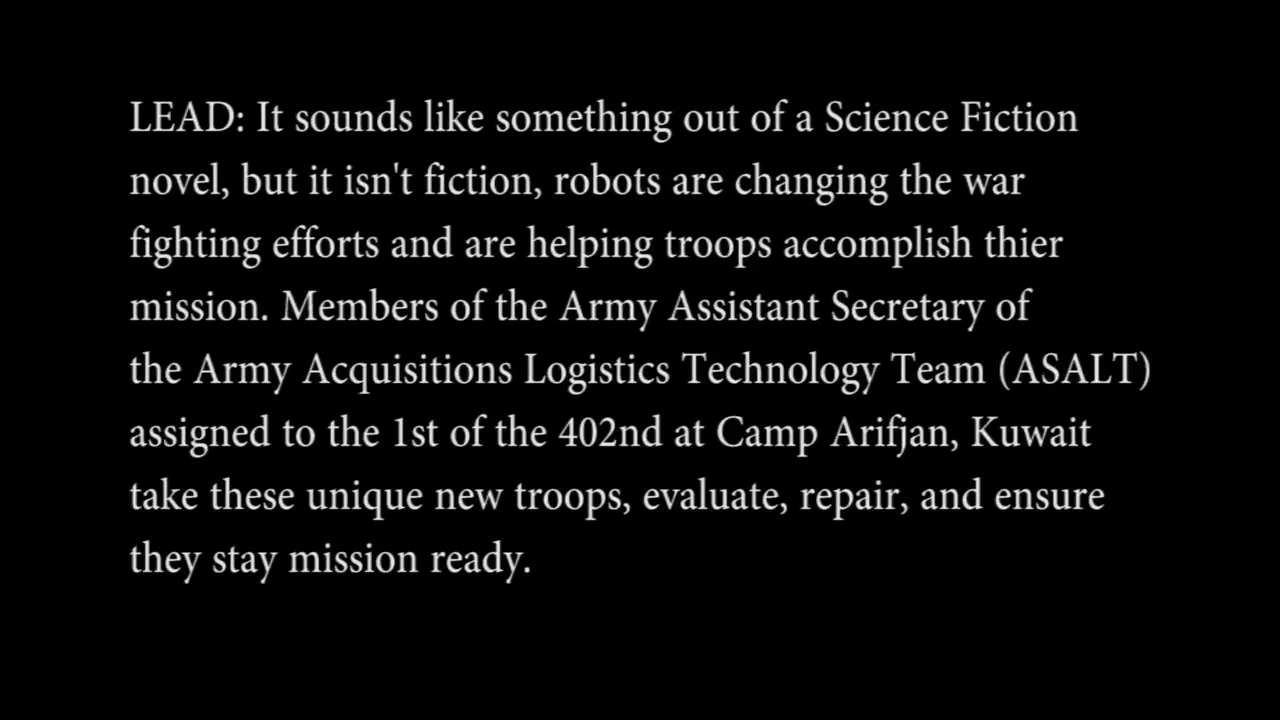 LEAD: It sounds like something out of a Science Fiction
novel, but it isn't fiction, robots are changing the war
fighting efforts and are helping troops accomplish thier
mission. Members of the Army Assistant Secretary of
the Army Acquisitions Logistics Technology Team (ASALT)
assigned to the 1st of the 402nd at Camp Arifjan, Kuwait
take these unique new troops, evaluate, repair, and ensure
they stay mission ready.